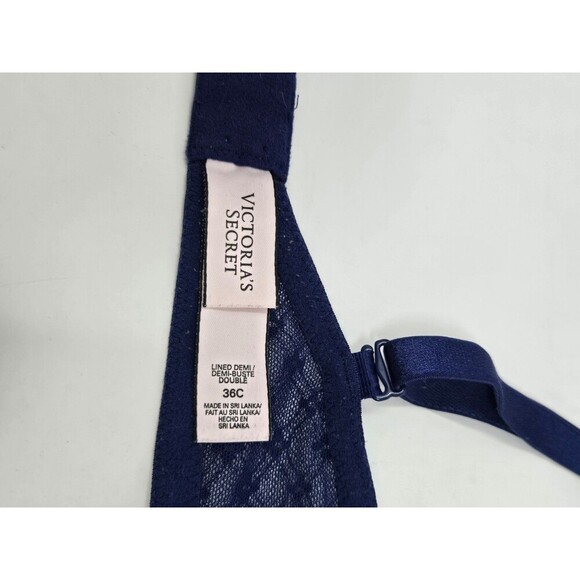 VICTORIA'S
SECRET
LINED DEMI /
DEMI-BUSTE
DOUBLE
36C
MADE IN SRI LANKA/
FAIT AU SRI LANKA/
HECHO EN
SRI LANKA